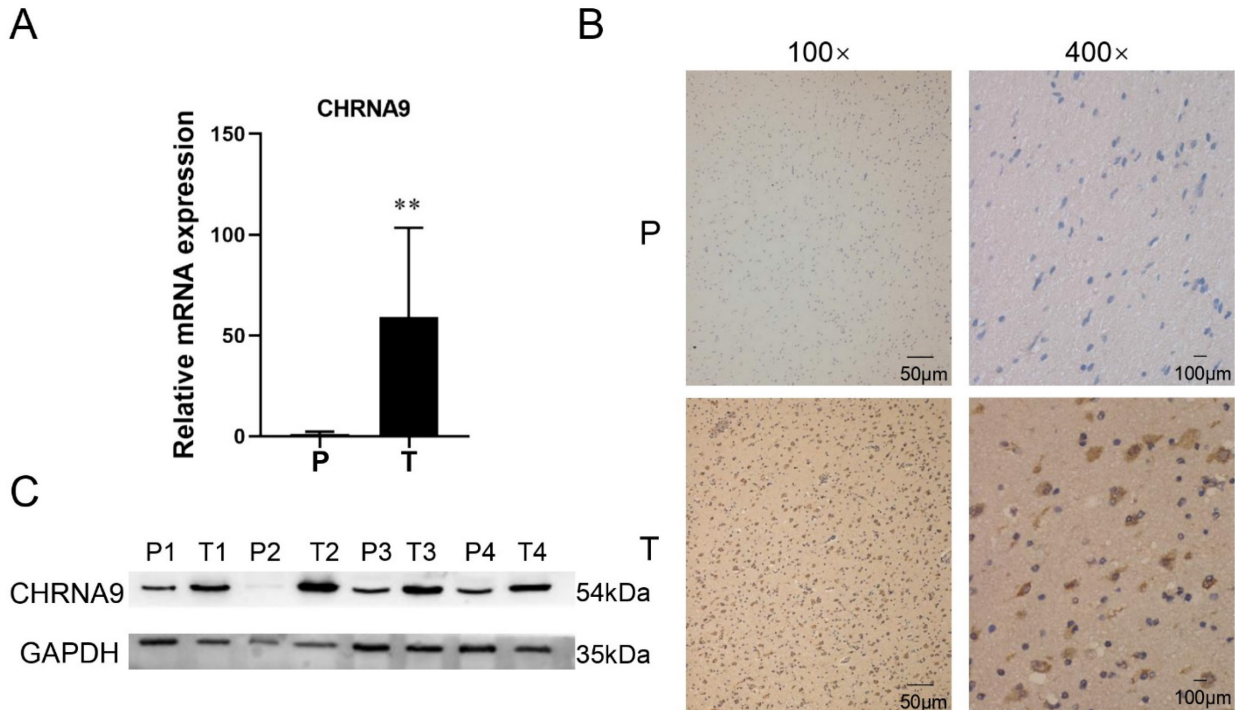 A
CHRNA9
Relative mRNA expression
150
100
50
0
**
P
T
B
100×
400×
P
50μm
100μm
T
50μm
100μm
C
P1 T1 P2 T2 P3 T3 P4 T4
CHRNA9 54kDa
GAPDH 35kDa